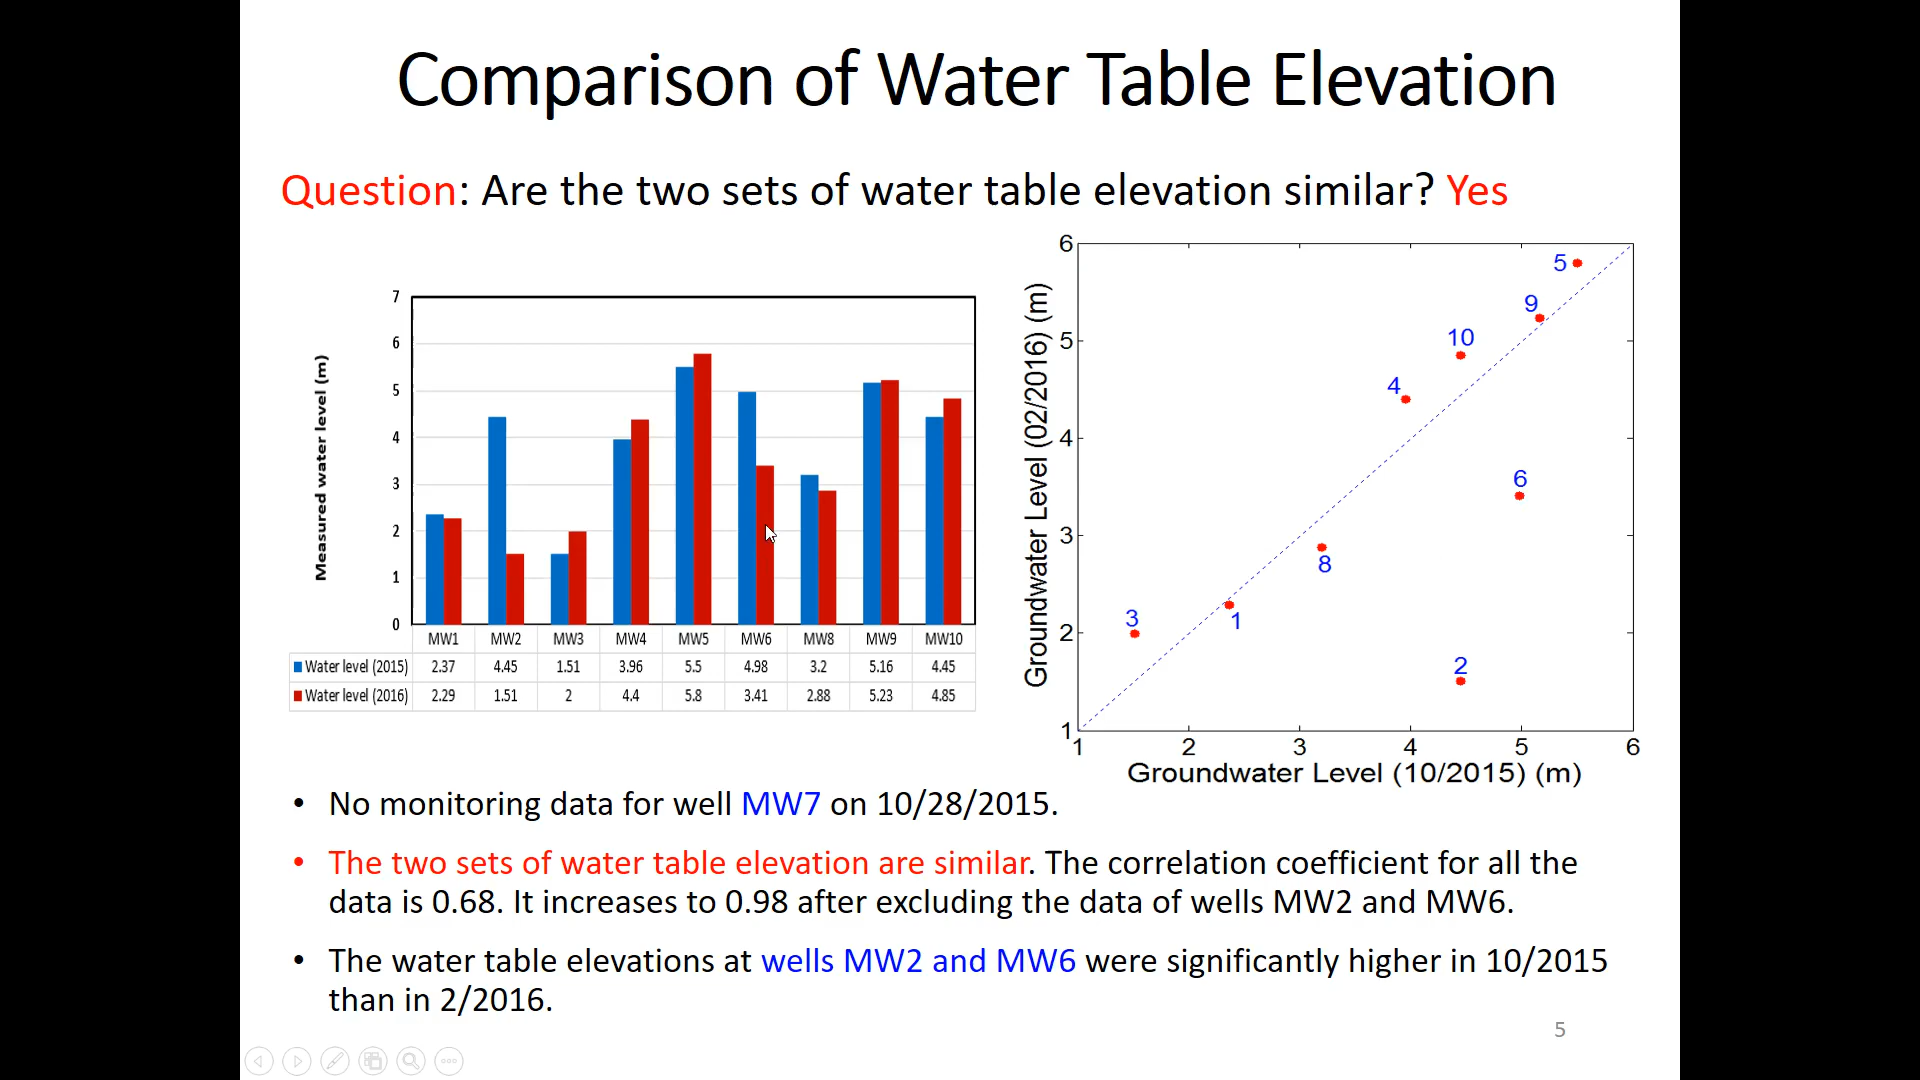 Comparison of Water Table Elevation
Question: Are the two sets of water table elevation similar? Yes
Measured water level (m)
7
6
5
4
3
2
1
0
MW1 MW2 MW3 MW4 MW5 MW6 MW8 MW9 MW10
Water level (2015) 2.37 4.45 1.51 3.96 5.5 4.98 3.2 5.16 4.45
Water level (2016) 2.29 1.51 2 4.4 5.8 3.41 2.88 5.23 4.85
Groundwater Level (02/2016) (m)
6
5
4
3
2
1
5
9
10
4
6
8
3
1
2
1 2 3 4 5 6
Groundwater Level (10/2015) (m)
• No monitoring data for well MW7 on 10/28/2015.
• The two sets of water table elevation are similar. The correlation coefficient for all the
data is 0.68. It increases to 0.98 after excluding the data of wells MW2 and MW6.
• The water table elevations at wells MW2 and MW6 were significantly higher in 10/2015
than in 2/2016.
5